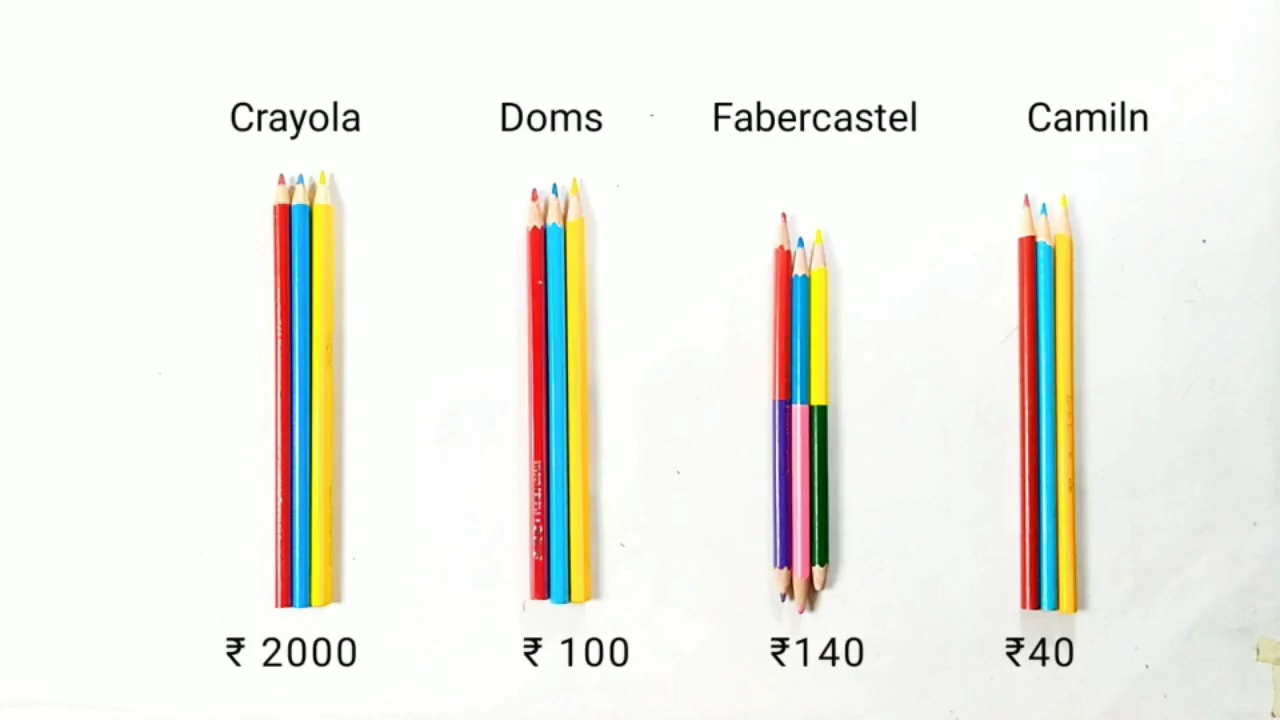 Crayola
Doms
Fabercastel
Camiln
₹ 2000
₹ 100
₹140
₹40